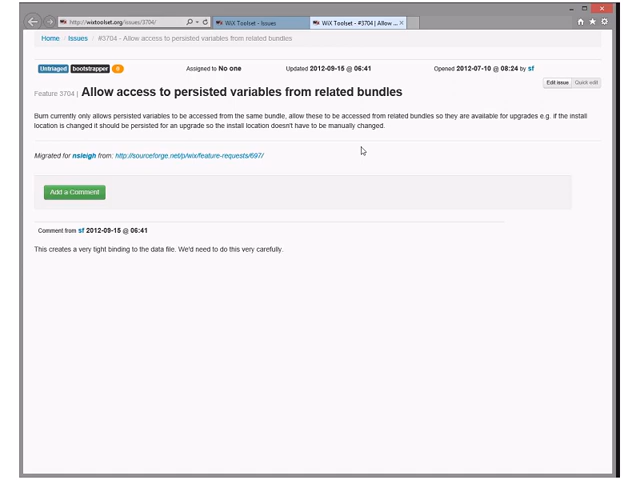 http://wixtoolset.org/issues/3704/
WiX Toolset - Issues
WiX Toolset - #3704 | Allow ...
Home / Issues / #3704 - Allow access to persisted variables from related bundles
Untriaged bootstrapper 0 Assigned to No one Updated 2012-09-15 @ 06:41 Opened 2012-07-10 @ 08:24 by sf
Edit issue Quick edit
Feature 3704 | Allow access to persisted variables from related bundles
Burn currently only allows persisted variables to be accessed from the same bundle, allow these to be accessed from related bundles so they are available for upgrades e.g. if the install
location is changed it should be persisted for an upgrade so the install location doesn't have to be manually changed.
Migrated for nsleigh from: http://sourceforge.net/p/wix/feature-requests/697/
Add a Comment
Comment from sf 2012-09-15 @ 06:41
This creates a very tight binding to the data file. We'd need to do this very carefully.